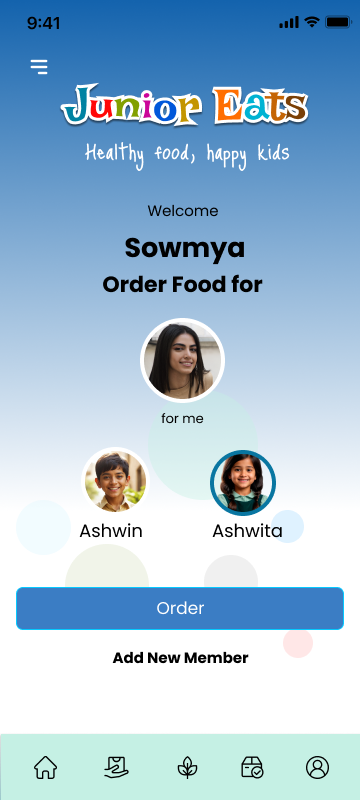 9:41
Junior Eats
Healthy food, happy kids
Welcome
Sowmya
Order Food for
for me
Ashwin Ashwita
Order
Add New Member